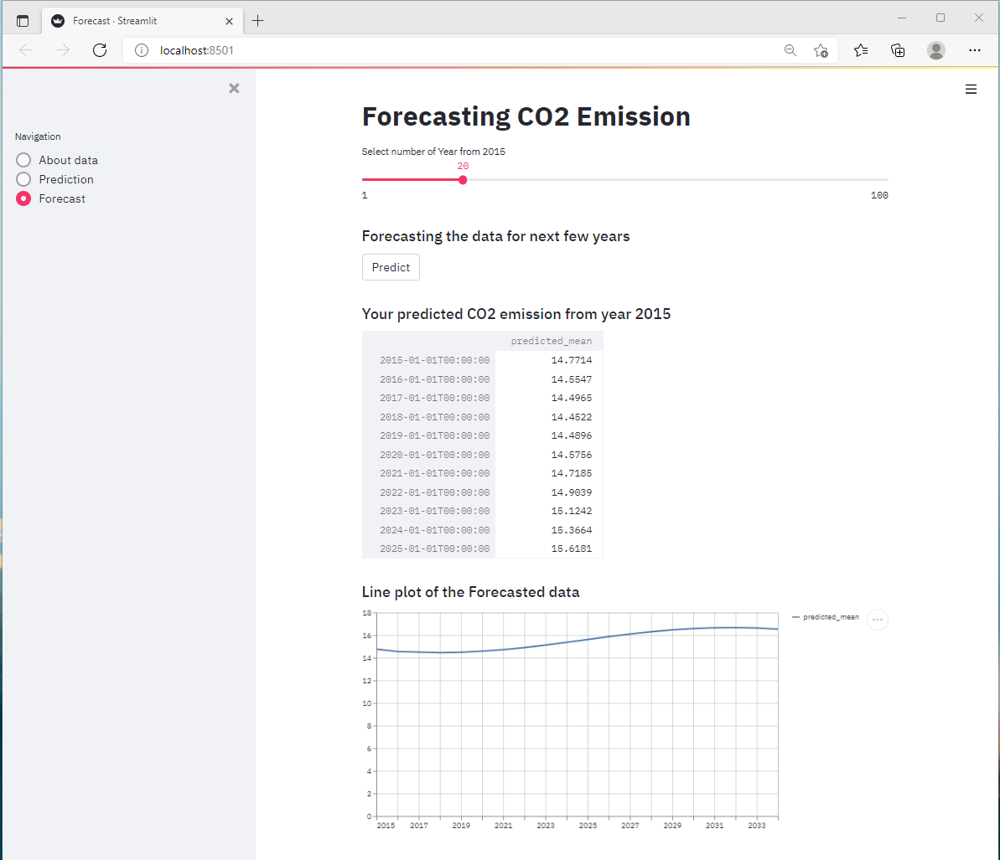 Forecast · Streamlit
localhost:8501
Navigation
About data
Prediction
Forecast
Forecasting CO2 Emission
Select number of Year from 2015
20
1 100
Forecasting the data for next few years
Predict
Your predicted CO2 emission from year 2015
predicted_mean
2015-01-01T00:00:00 14.7714
2016-01-01T00:00:00 14.5547
2017-01-01T00:00:00 14.4965
2018-01-01T00:00:00 14.4522
2019-01-01T00:00:00 14.4896
2020-01-01T00:00:00 14.5756
2021-01-01T00:00:00 14.7185
2022-01-01T00:00:00 14.9039
2023-01-01T00:00:00 15.1242
2024-01-01T00:00:00 15.3664
2025-01-01T00:00:00 15.6181
Line plot of the Forecasted data
predicted_mean
18
16
14
12
10
8
6
4
2
0
2015 2017 2019 2021 2023 2025 2027 2029 2031 2033